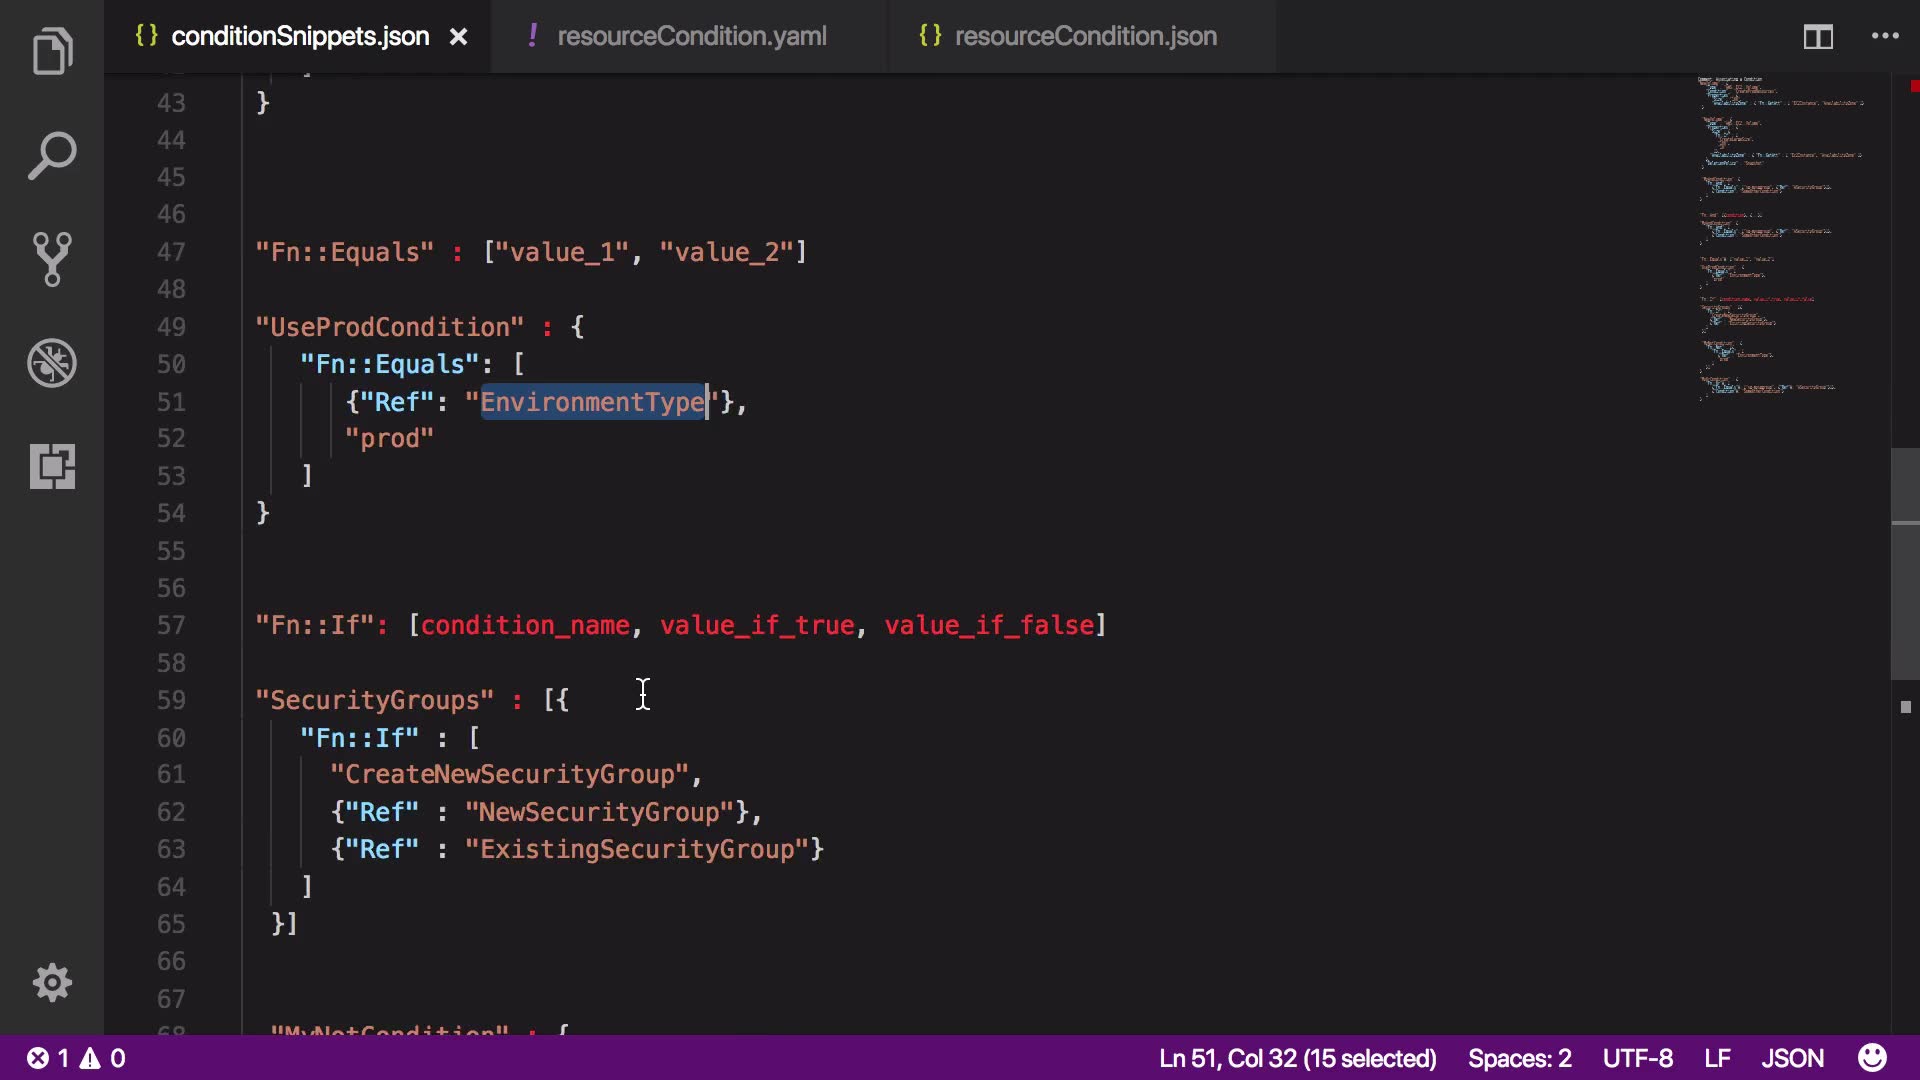 {} conditionSnippets.json × ! resourceCondition.yaml {} resourceCondition.json
43 }
44
45
46
47 "Fn::Equals" : ["value_1", "value_2"]
48
49 "UseProdCondition" : {
50 "Fn::Equals": [
51 {"Ref": "EnvironmentType"},
52 "prod"
53 ]
54 }
55
56
57 "Fn::If": [condition_name, value_if_true, value_if_false]
58
59 "SecurityGroups" : [{
60 "Fn::If" : [
61 "CreateNewSecurityGroup",
62 {"Ref" : "NewSecurityGroup"},
63 {"Ref" : "ExistingSecurityGroup"}
64 ]
65 }]
66
67
68 "MyNotCondition" : {
1 0 Ln 51, Col 32 (15 selected) Spaces: 2 UTF-8 LF JSON